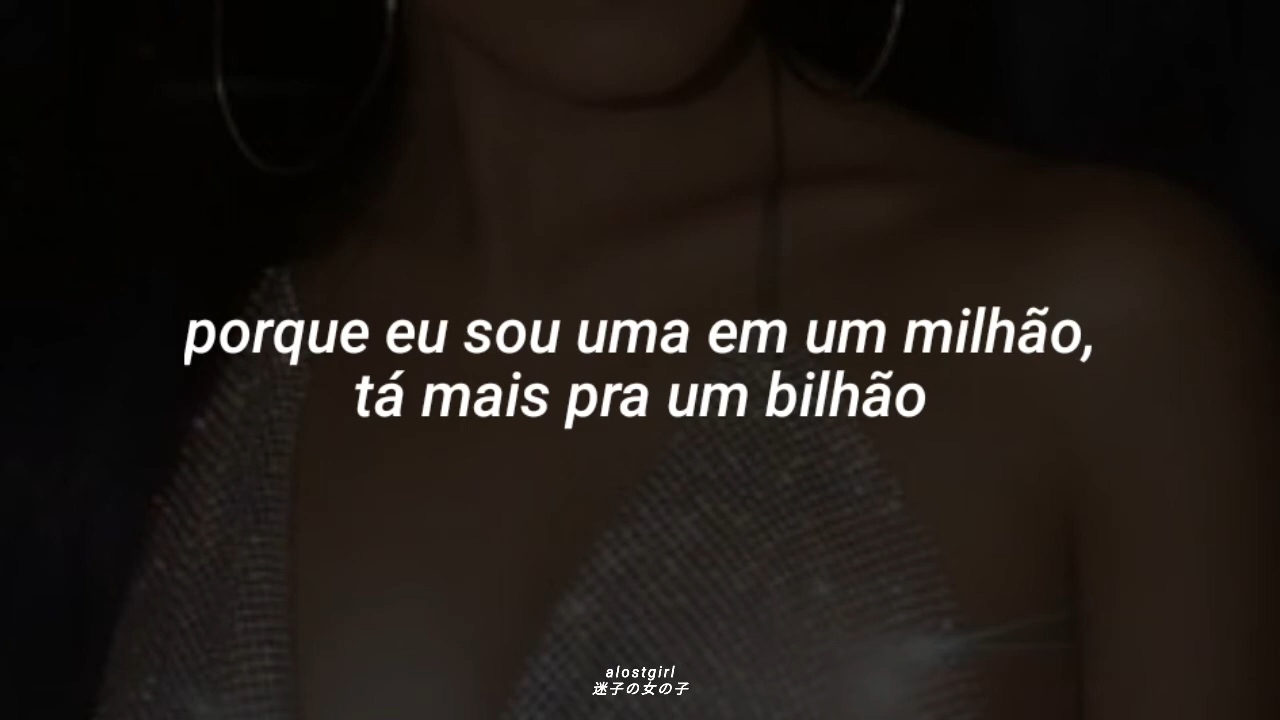 porque eu sou uma em um milhão,
tá mais pra um bilhão
alostgirl
迷子の女の子